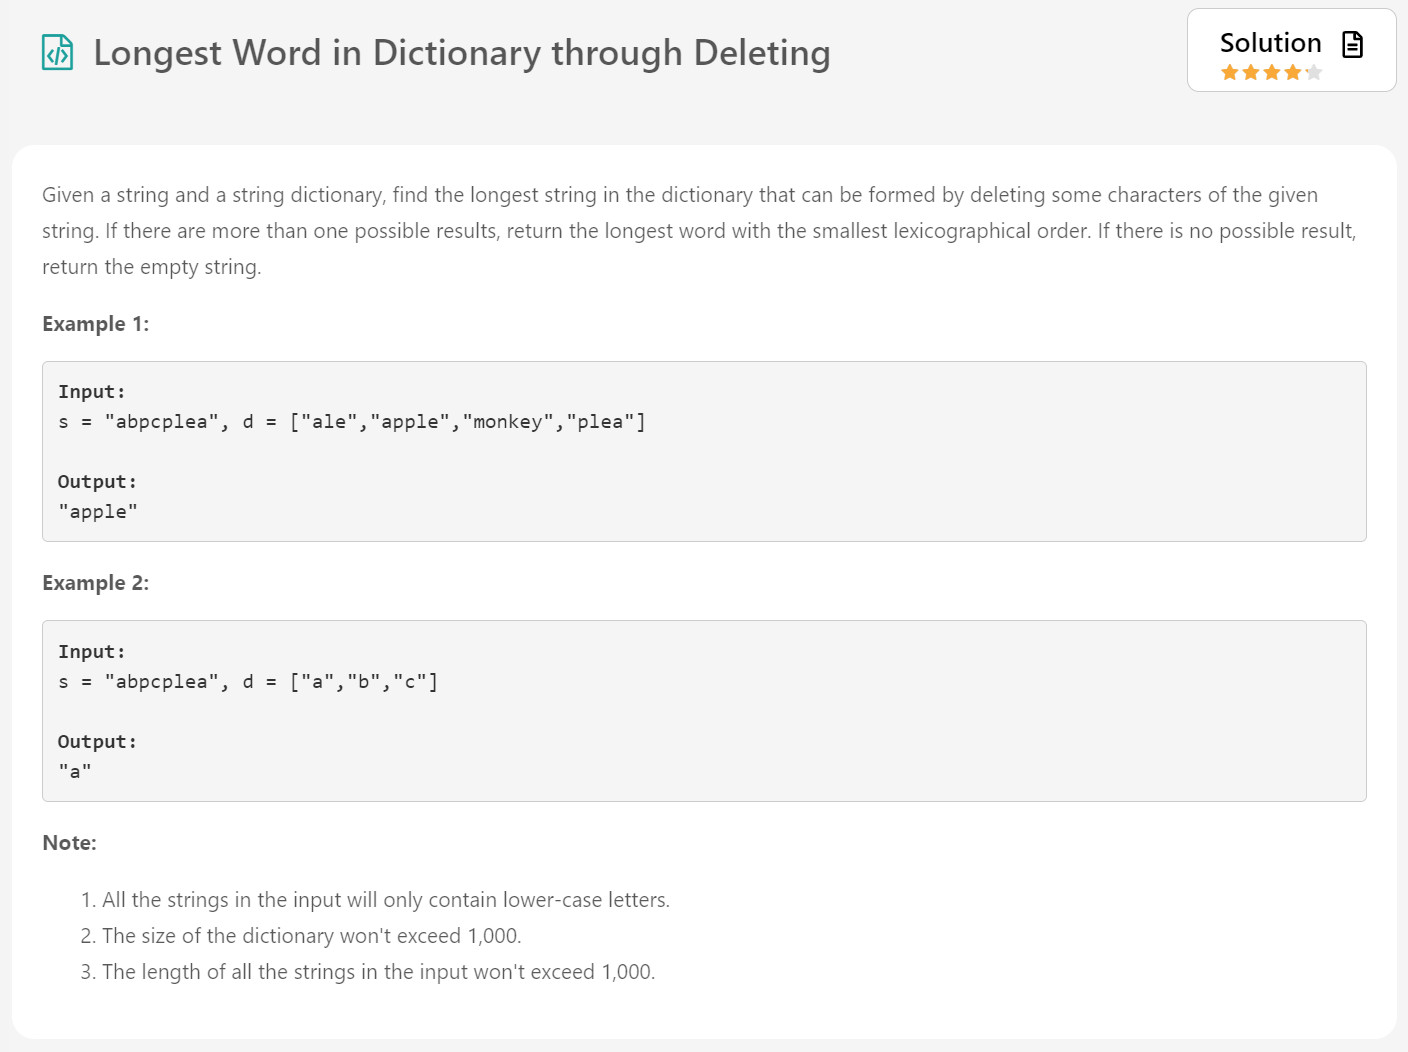 Longest Word in Dictionary through Deleting
Solution
Given a string and a string dictionary, find the longest string in the dictionary that can be formed by deleting some characters of the given
string. If there are more than one possible results, return the longest word with the smallest lexicographical order. If there is no possible result,
return the empty string.
Example 1:
Input:
s = "abpcplea", d = ["ale","apple","monkey","plea"]
Output:
"apple"
Example 2:
Input:
s = "abpcplea", d = ["a","b","c"]
Output:
"a"
Note:
1. All the strings in the input will only contain lower-case letters.
2. The size of the dictionary won't exceed 1,000.
3. The length of all the strings in the input won't exceed 1,000.